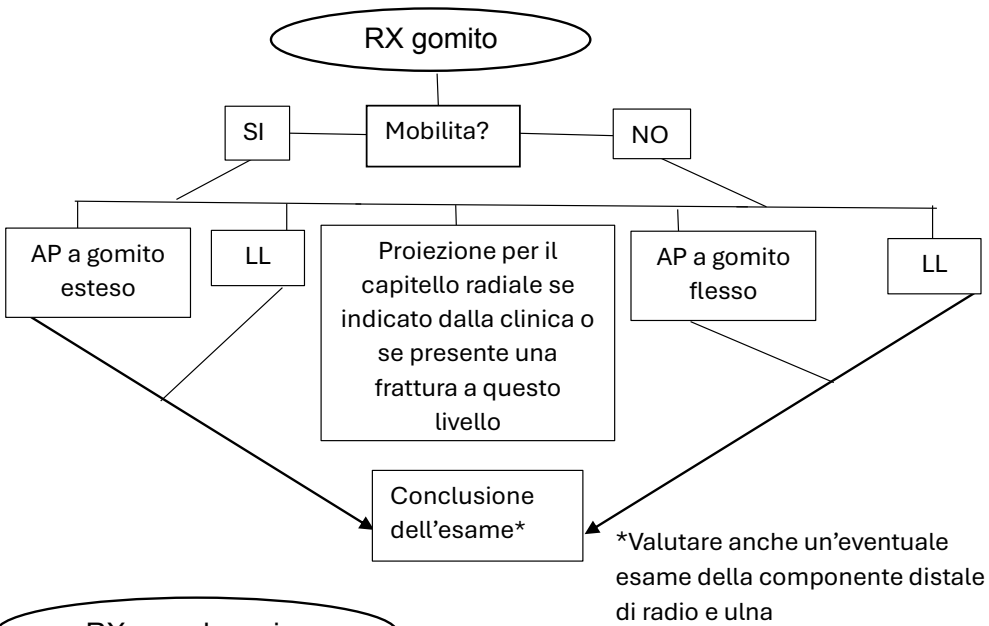 RX gomito
SI
Mobilita?
NO
AP a gomito
esteso
LL
Proiezione per il
capitello radiale se
indicato dalla clinica o
se presente una
frattura a questo
livello
AP a gomito
flesso
LL
Conclusione
dell’esame*
*Valutare anche un’eventuale
esame della componente distale
di radio e ulna